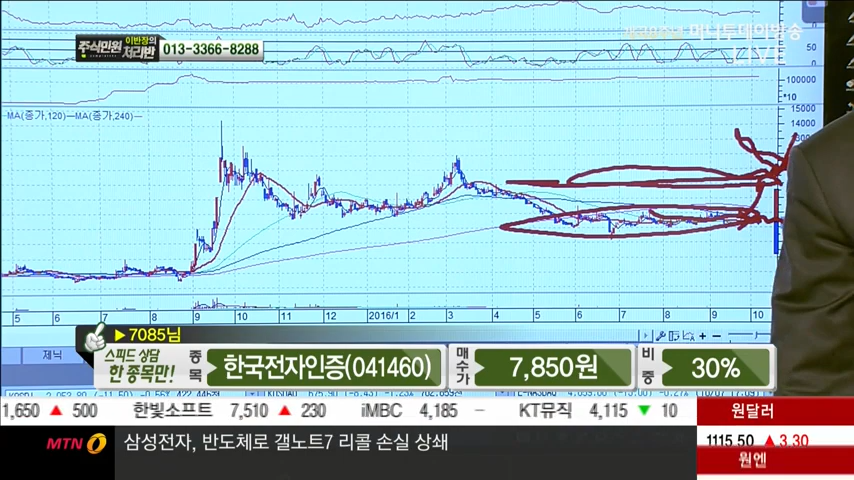 주식만원
이반장의
처리반
013-3366-8288
머니투데이방송
LIVE
50
0
100000
*10
MA(종가,120)—MA(종가,240)—
15000
14000
5 6 7 8 9 10 11 12 2016/1 2 3 4 5 6 7 8 9 10
▶7085님
제닉
스피드 상담
한 종목만!
종목
한국전자인증(041460)
매수가
7,850원
비중
30%
1,650 ▲ 500 한빛소프트 7,510 ▲ 230 iMBC 4,185 － KT뮤직 4,115 ▼ 10
원달러
MTN
삼성전자, 반도체로 갤노트7 리콜 손실 상쇄
1115.50 ▲3.30
원엔